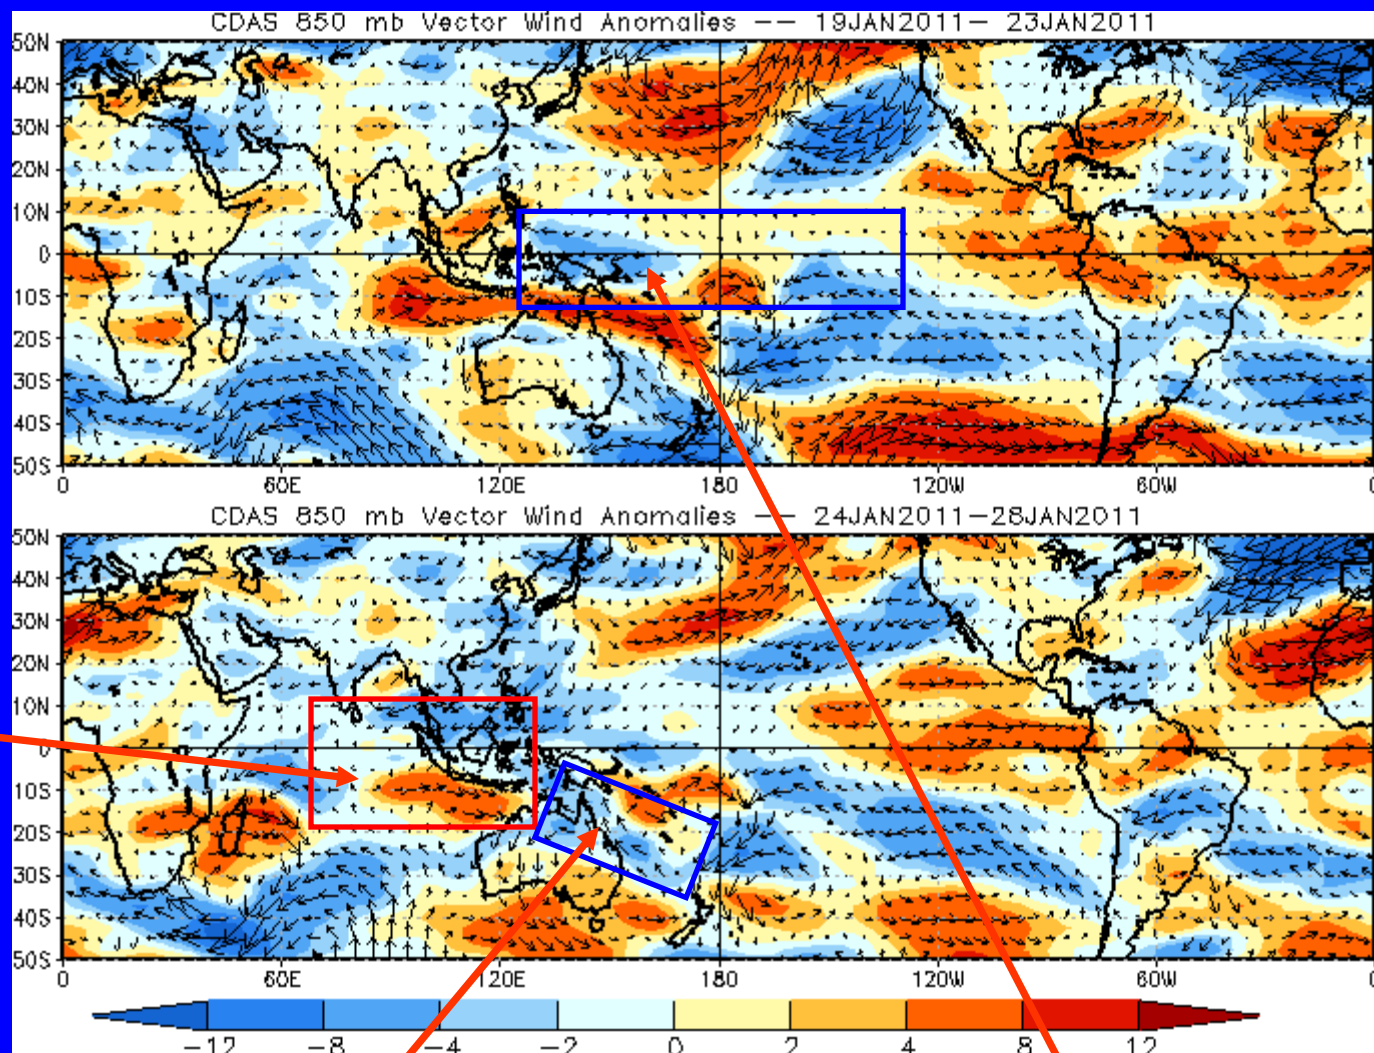 CDAS 850 mb Vector Wind Anomalies -- 19JAN2011- 23JAN2011
50N
40N
30N
20N
10N
0
10S
20S
30S
40S
50S
0 60E 120E 180 120W 60W 0
CDAS 850 mb Vector Wind Anomalies -- 24JAN2011-28JAN2011
50N
40N
30N
20N
10N
0
10S
20S
30S
40S
50S
0 60E 120E 180 120W 60W 0
-12 -8 -4 -2 0 2 4 8 12